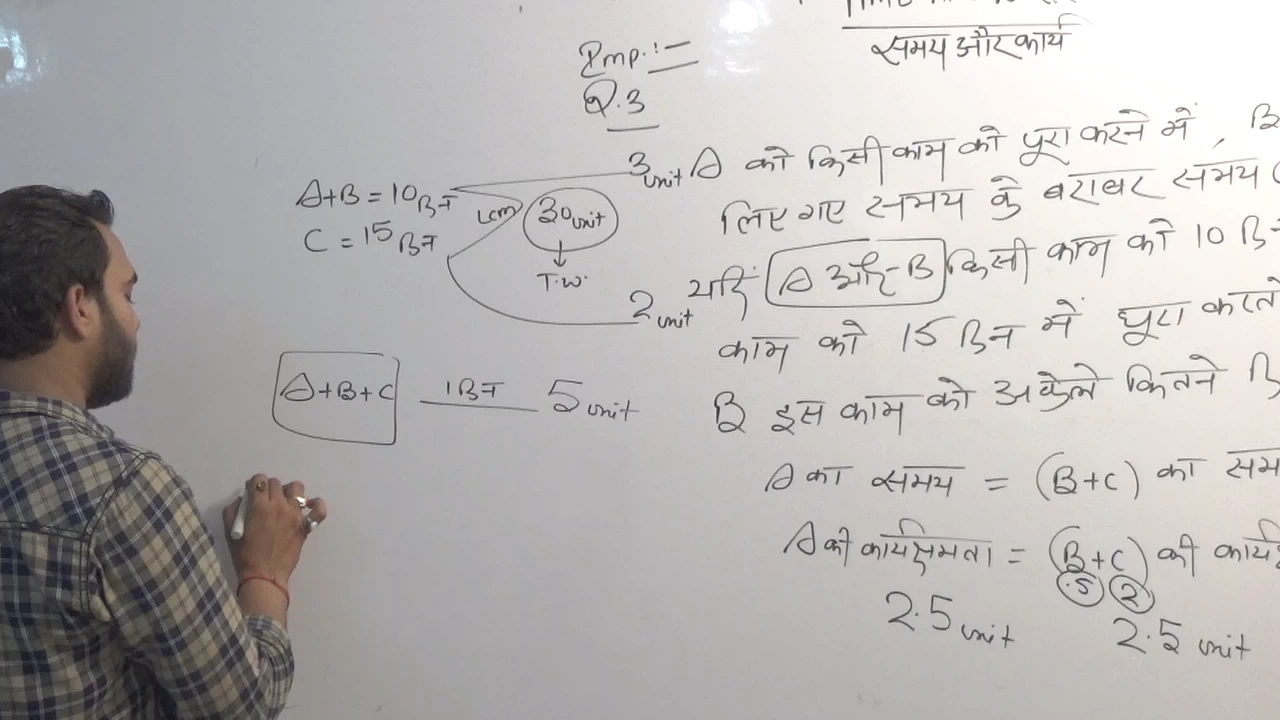 समय और कार्य
Imp.:-
Q.3
A को किसी काम को पूरा करने में, B
लिए गए समय के बराबर समय
यदि A और B किसी काम को 10 दिन
काम को 15 दिन में पूरा करते
B इस काम को अकेले कितने
A का समय = (B+C) का सम
A की कार्यक्षमता = (B+C) की कार्य
.5 2
2.5 unit 2.5 unit
A+B = 10 दिन
C = 15 दिन
LCM
30 unit
T.W.
3 unit
2 unit
A+B+C 1 दिन 5 unit